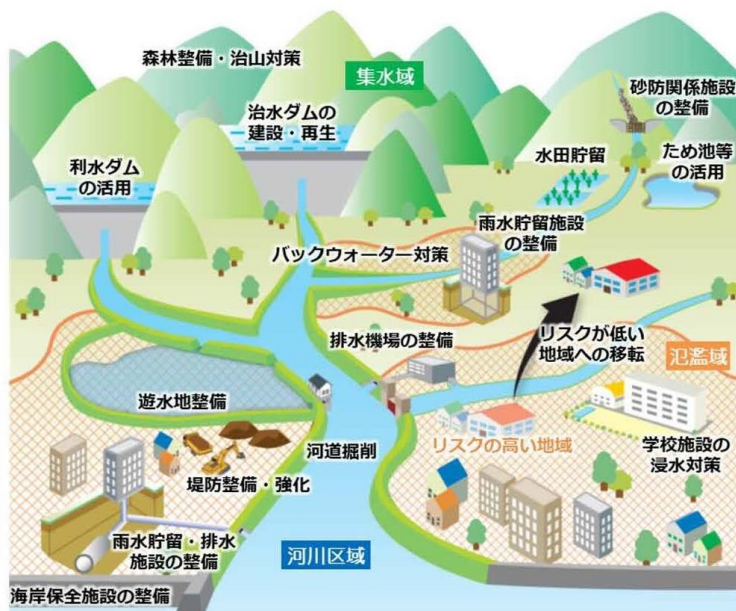 森林整備・治山対策
集水域
砂防関係施設
の整備
治水ダムの
建設・再生
水田貯留
ため池等
の活用
利水ダム
の活用
雨水貯留施設
の整備
バックウォーター対策
排水機場の整備
リスクが低い
地域への移転
氾濫域
遊水地整備
河道掘削
リスクの高い地域
学校施設の
浸水対策
堤防整備・強化
雨水貯留・排水
施設の整備
河川区域
海岸保全施設の整備